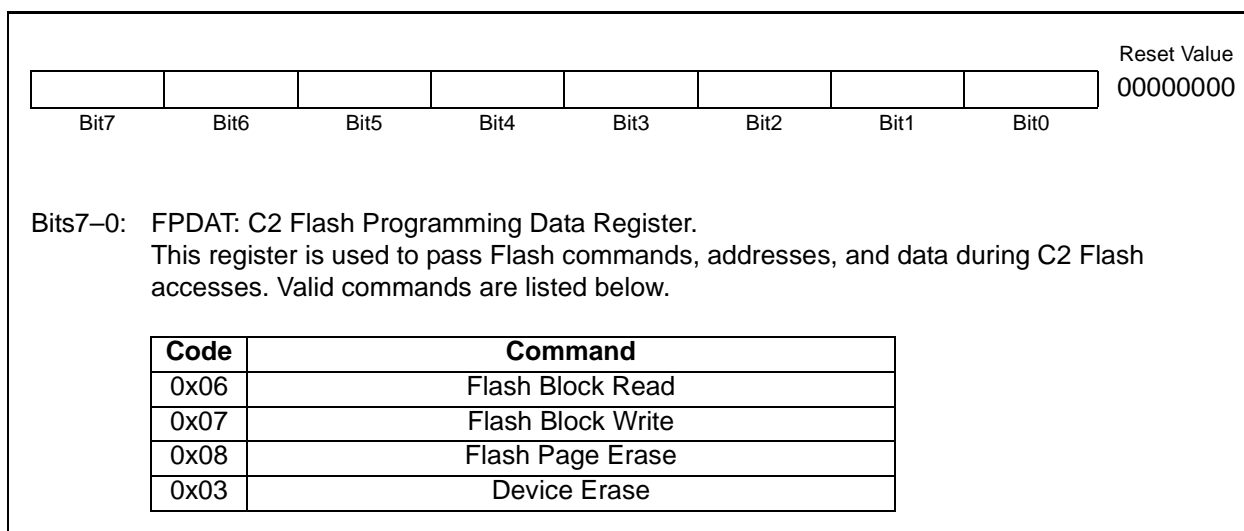 Reset Value
00000000
Bit7 Bit6 Bit5 Bit4 Bit3 Bit2 Bit1 Bit0
Bits7–0: FPDAT: C2 Flash Programming Data Register.
This register is used to pass Flash commands, addresses, and data during C2 Flash
accesses. Valid commands are listed below.
Code Command
0x06 Flash Block Read
0x07 Flash Block Write
0x08 Flash Page Erase
0x03 Device Erase